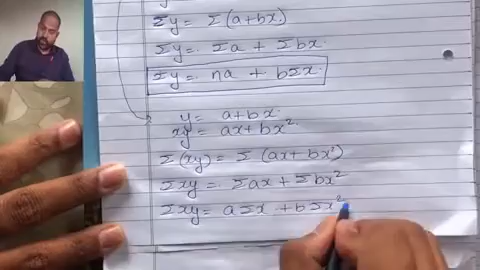 Σy = Σ(a+bx)
Σy = Σa + Σbx.
Σy = na + bΣx.
y = a+bx.
xy = ax+bx².
Σ(xy) = Σ (ax+bx²)
Σxy = Σax + Σbx²
Σxy = aΣx + bΣx²